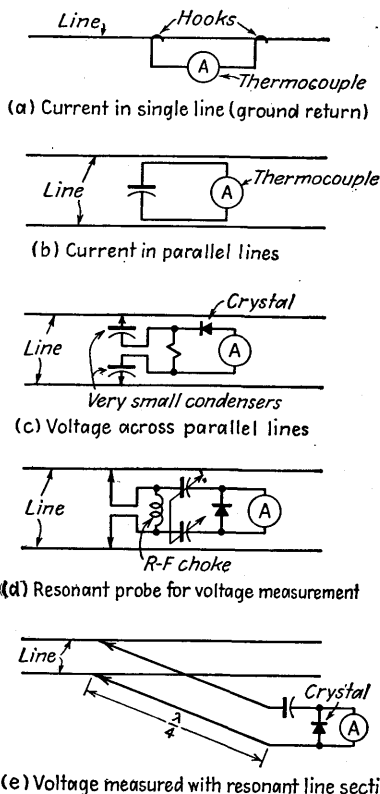 Line
Hooks
A
Thermocouple
(a) Current in single line (ground return)
Line
A
Thermocouple
(b) Current in parallel lines
Crystal
Line
A
Very small condensers
(c) Voltage across parallel lines
Line
A
R-F choke
(d) Resonant probe for voltage measurement
Line
Crystal
λ/4
A
(e) Voltage measured with resonant line secti